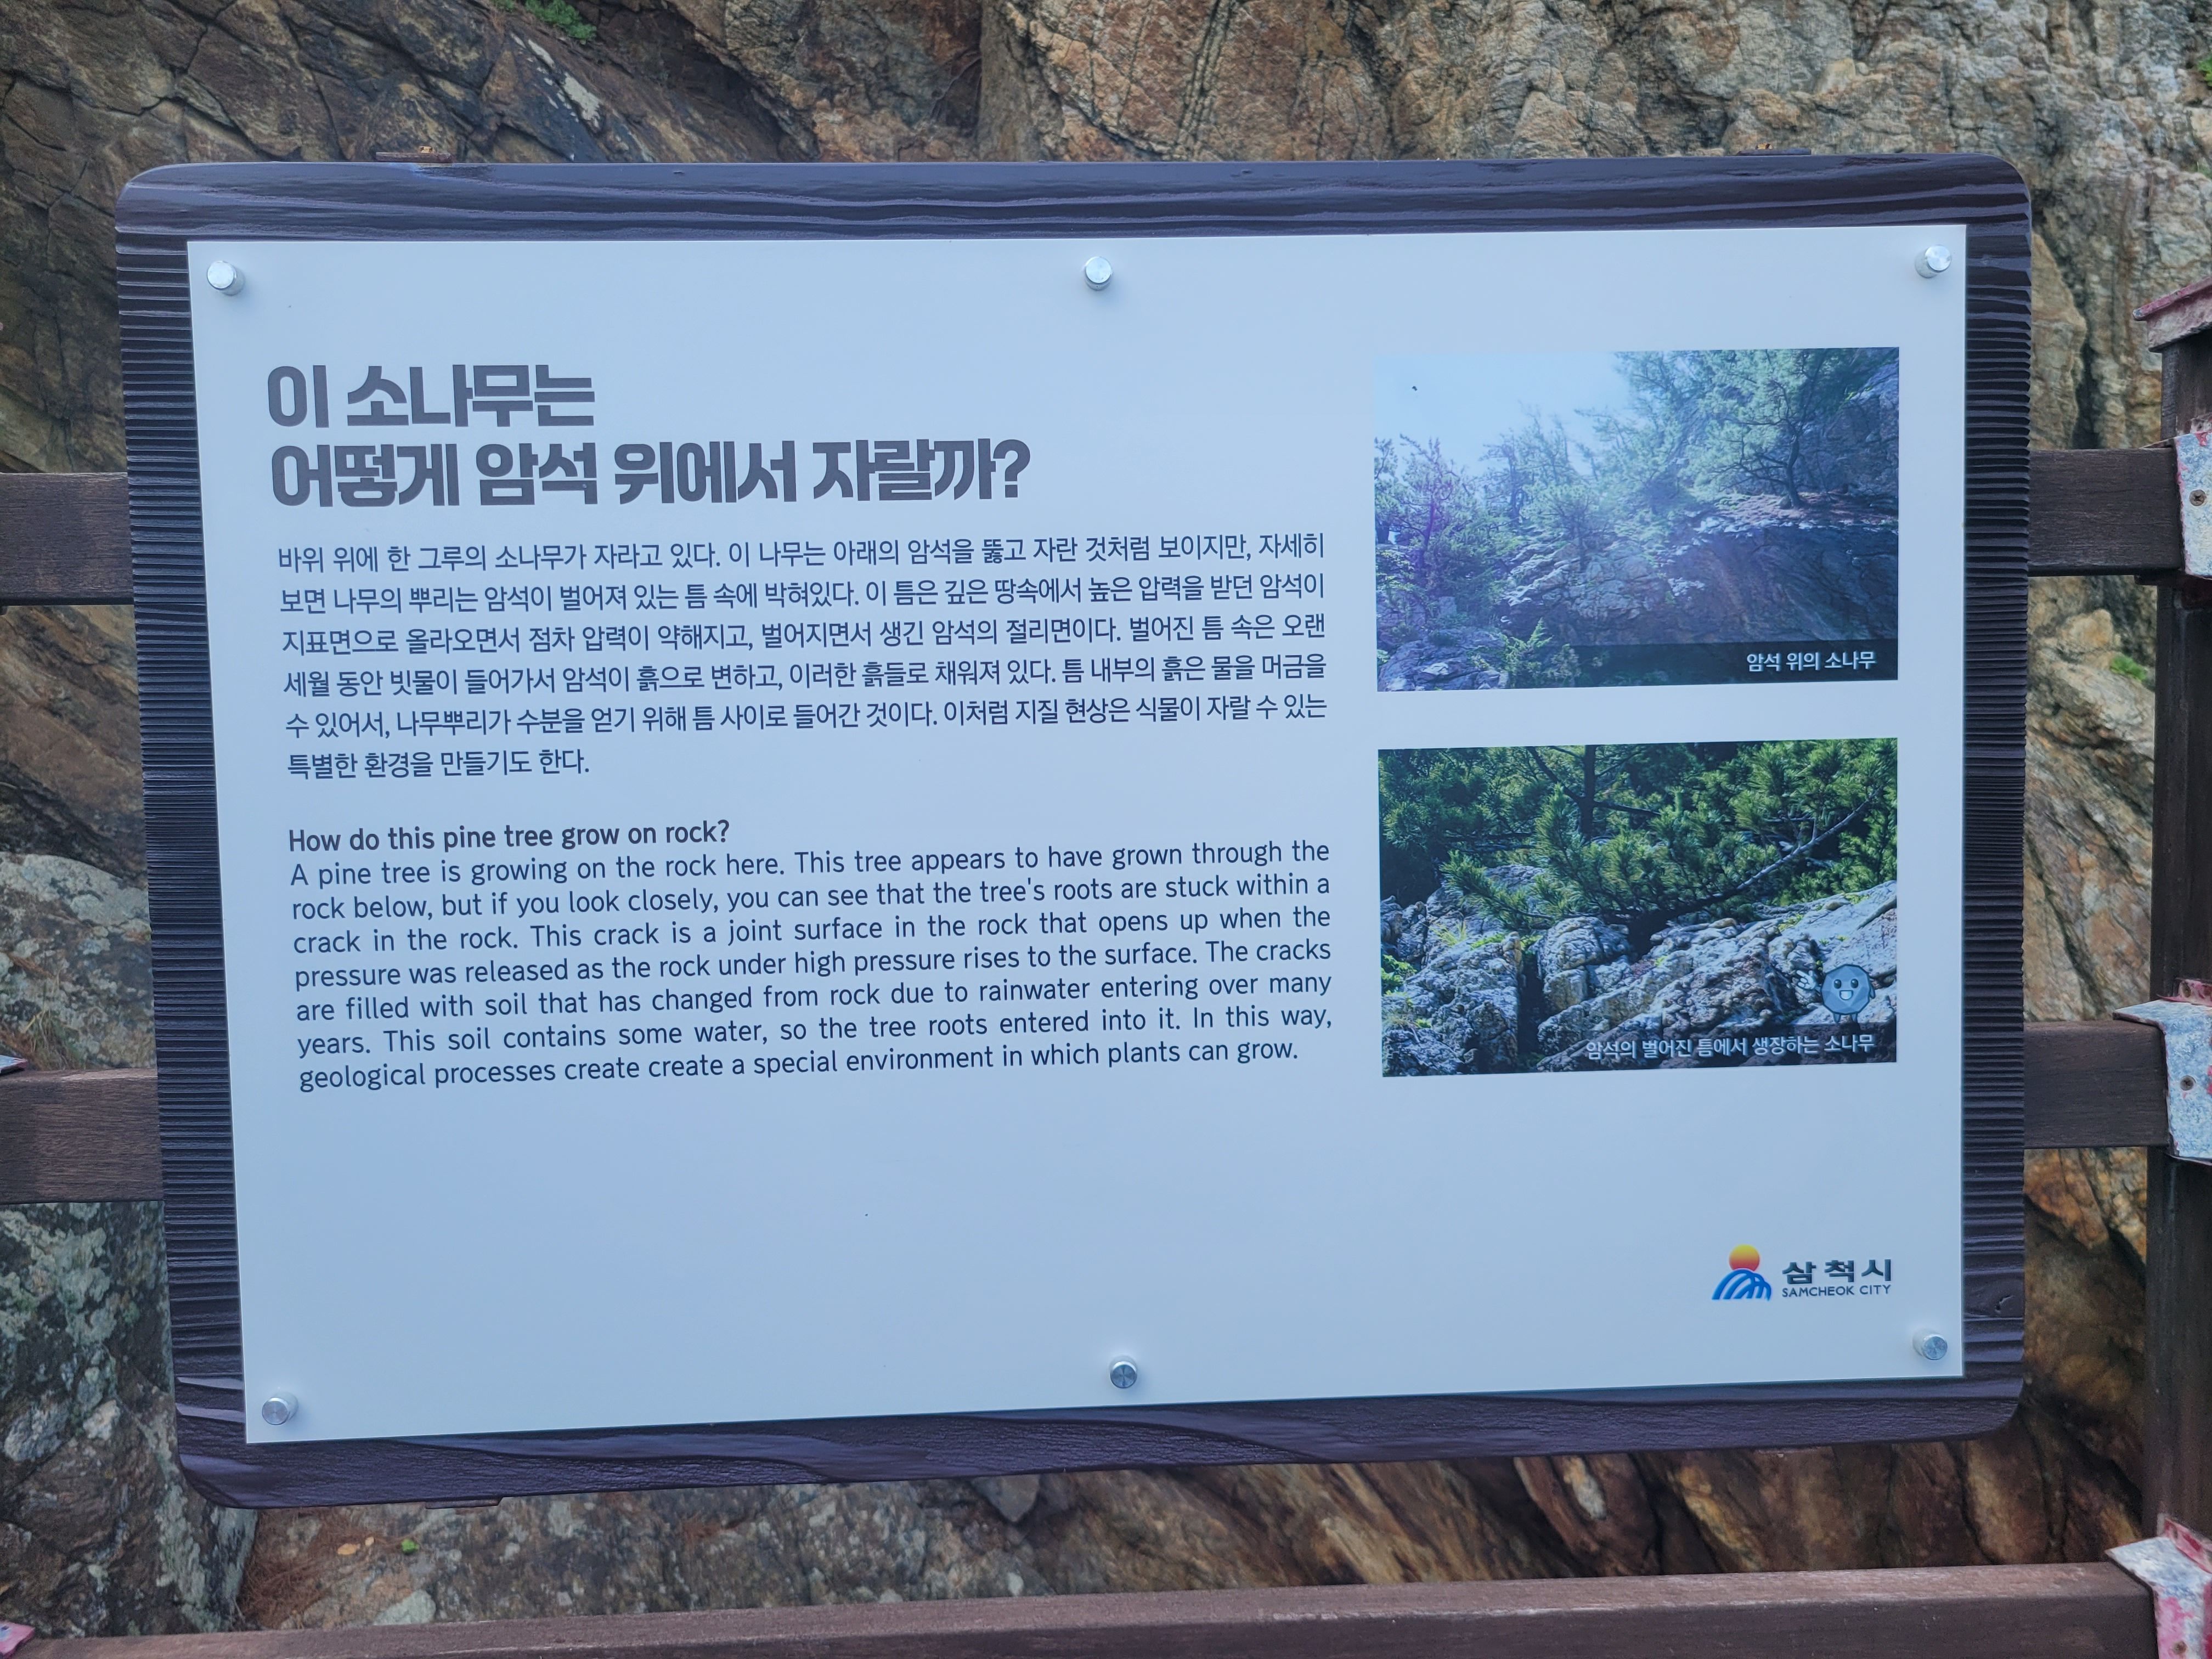 이 소나무는
어떻게 암석 위에서 자랄까?
바위 위에 한 그루의 소나무가 자라고 있다. 이 나무는 아래의 암석을 뚫고 자란 것처럼 보이지만, 자세히
보면 나무의 뿌리는 암석이 벌어져 있는 틈 속에 박혀있다. 이 틈은 깊은 땅속에서 높은 압력을 받던 암석이
지표면으로 올라오면서 점차 압력이 약해지고, 벌어지면서 생긴 암석의 절리면이다. 벌어진 틈 속은 오랜
세월 동안 빗물이 들어가서 암석이 흙으로 변하고, 이러한 흙들로 채워져 있다. 틈 내부의 흙은 물을 머금을
수 있어서, 나무뿌리가 수분을 얻기 위해 틈 사이로 들어간 것이다. 이처럼 지질 현상은 식물이 자랄 수 있는
특별한 환경을 만들기도 한다.
How do this pine tree grow on rock?
A pine tree is growing on the rock here. This tree appears to have grown through the
rock below, but if you look closely, you can see that the tree's roots are stuck within a
crack in the rock. This crack is a joint surface in the rock that opens up when the
pressure was released as the rock under high pressure rises to the surface. The cracks
are filled with soil that has changed from rock due to rainwater entering over many
years. This soil contains some water, so the tree roots entered into it. In this way,
geological processes create create a special environment in which plants can grow.
암석 위의 소나무
암석의 벌어진 틈에서 생장하는 소나무
삼척시
SAMCHEOK CITY